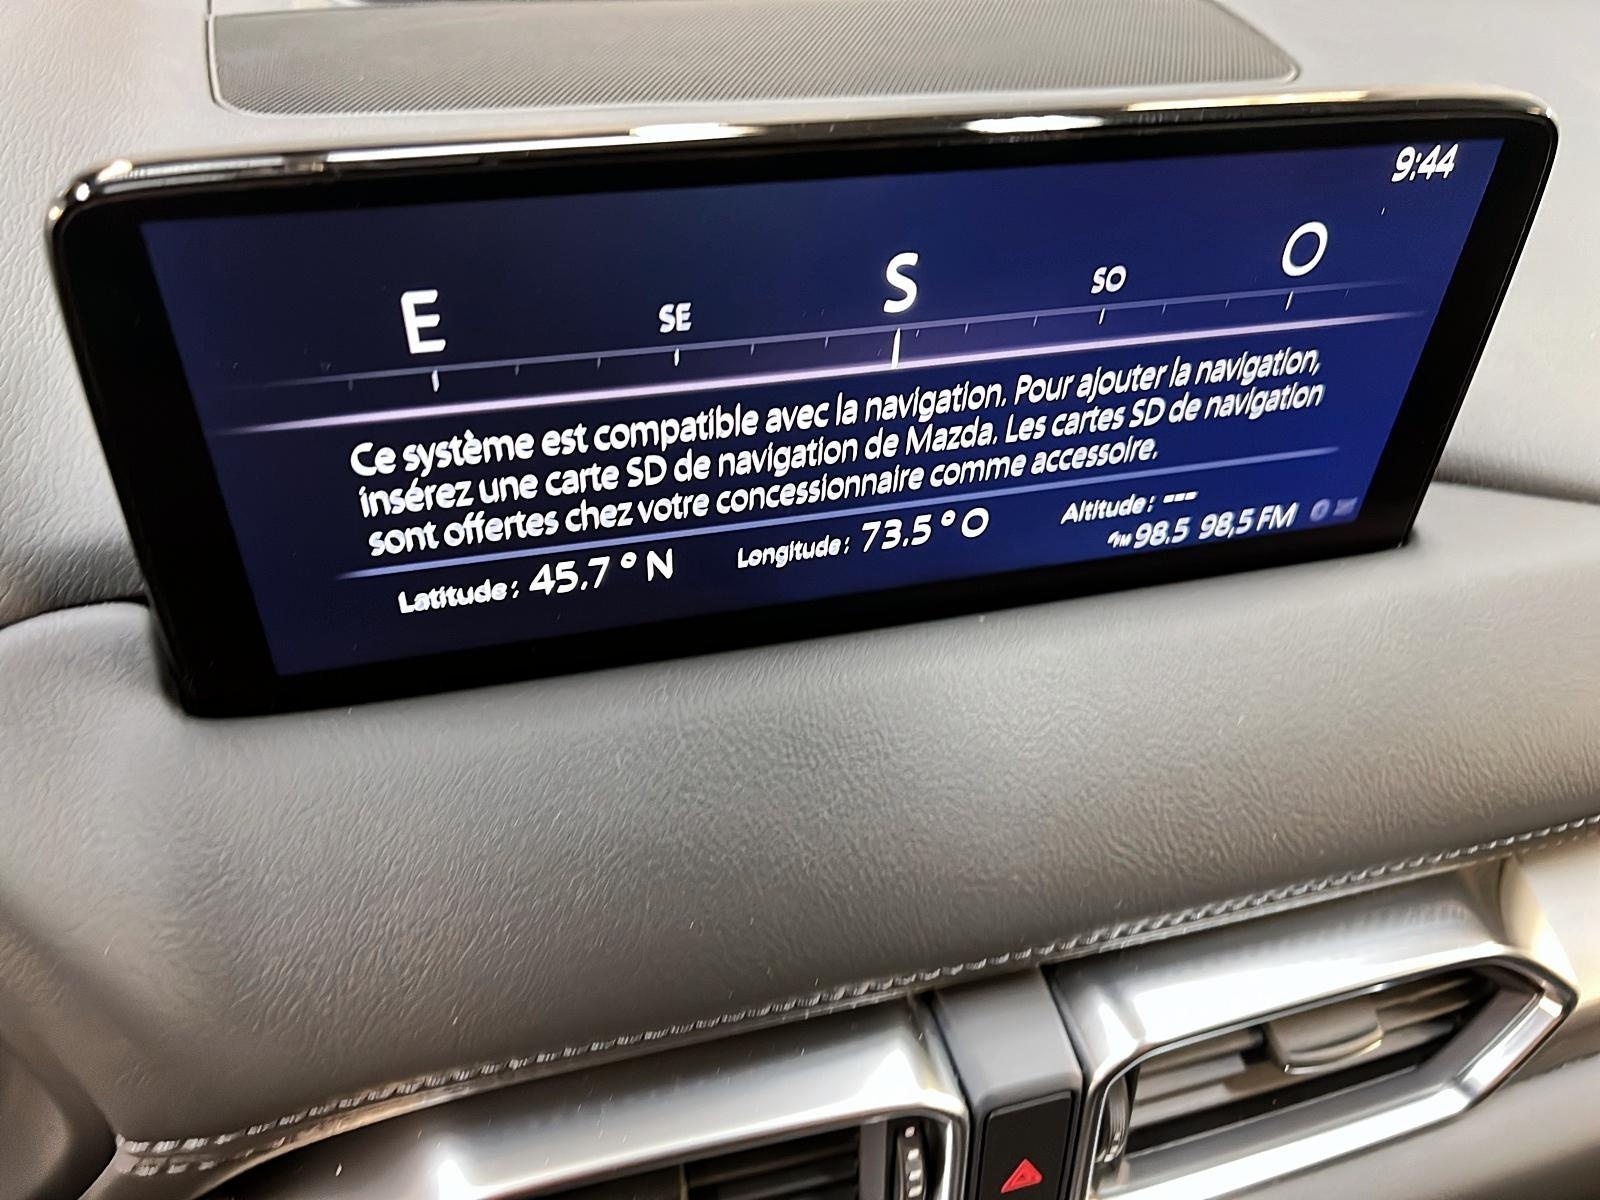 9:44
E SE S SO O
Ce système est compatible avec la navigation. Pour ajouter la navigation,
insérez une carte SD de navigation de Mazda. Les cartes SD de navigation
sont offertes chez votre concessionnaire comme accessoire.
Latitude : 45.7 ° N Longitude : 73.5 ° O Altitude : ---
98.5 98,5 FM